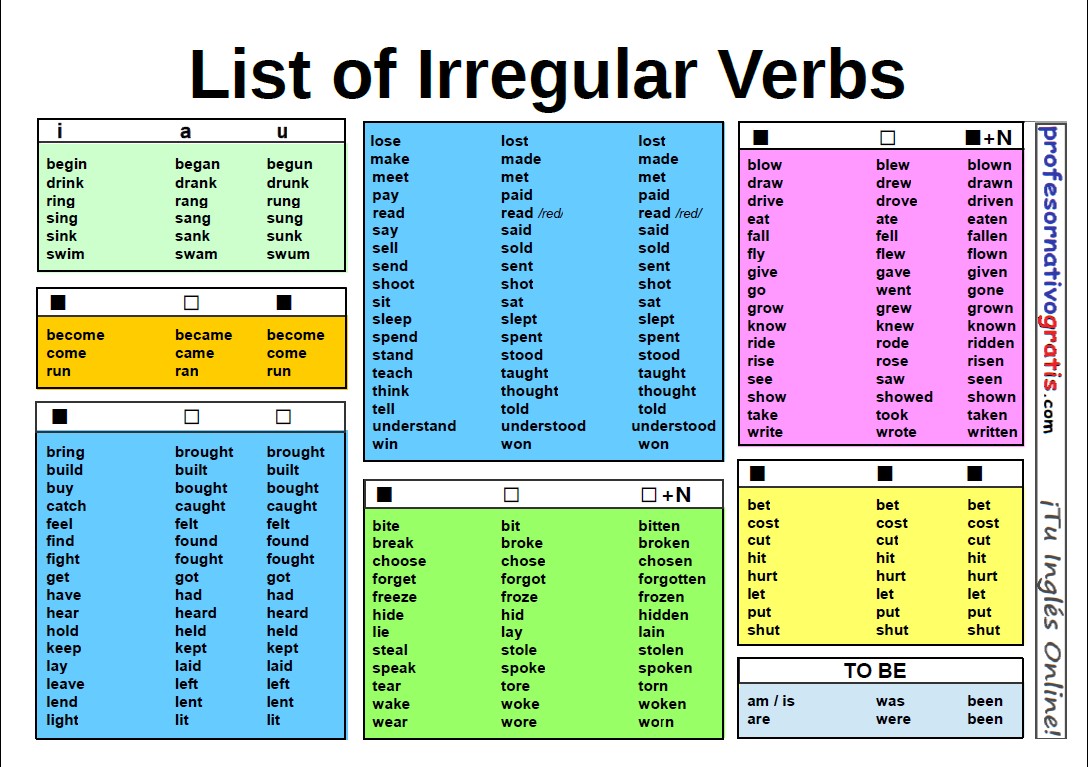 List of Irregular Verbs
i a u
begin began begun
drink drank drunk
ring rang rung
sing sang sung
sink sank sunk
swim swam swum
■ □ ■
become became become
come came come
run ran run
■ □ □
bring brought brought
build built built
buy bought bought
catch caught caught
feel felt felt
find found found
fight fought fought
get got got
have had had
hear heard heard
hold held held
keep kept kept
lay laid laid
leave left left
lend lent lent
light lit lit
lose lost lost
make made made
meet met met
pay paid paid
read read /red/ read /red/
say said said
sell sold sold
send sent sent
shoot shot shot
sit sat sat
sleep slept slept
spend spent spent
stand stood stood
teach taught taught
think thought thought
tell told told
understand understood understood
win won won
■ □ □+N
bite bit bitten
break broke broken
choose chose chosen
forget forgot forgotten
freeze froze frozen
hide hid hidden
lie lay lain
steal stole stolen
speak spoke spoken
tear tore torn
wake woke woken
wear wore worn
■ □ ■+N
blow blew blown
draw drew drawn
drive drove driven
eat ate eaten
fall fell fallen
fly flew flown
give gave given
go went gone
grow grew grown
know knew known
ride rode ridden
rise rose risen
see saw seen
show showed shown
take took taken
write wrote written
■ ■ ■
bet bet bet
cost cost cost
cut cut cut
hit hit hit
hurt hurt hurt
let let let
put put put
shut shut shut
TO BE
am / is was been
are were been
profesornativogratis.com ¡Tu Inglés Online!